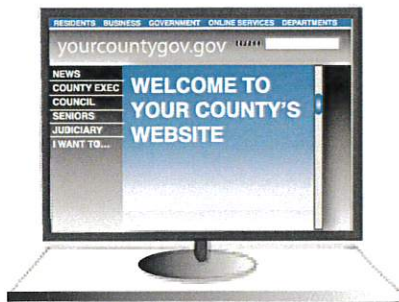 RESIDENTS BUSINESS GOVERNMENT ONLINE SERVICES DEPARTMENTS
yourcountygov.gov
NEWS
COUNTY EXEC
COUNCIL
SENIORS
JUDICIARY
I WANT TO...
WELCOME TO
YOUR COUNTY'S
WEBSITE